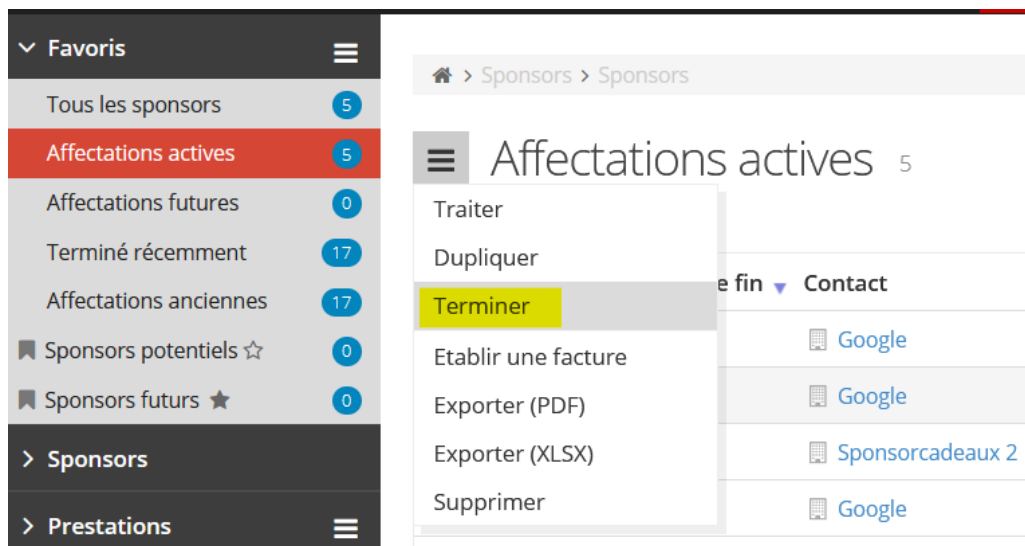 Favoris
Tous les sponsors 5
Affectations actives 5
Affectations futures 0
Terminé récemment 17
Affectations anciennes 17
Sponsors potentiels 0
Sponsors futurs 0
Sponsors
Prestations
> Sponsors > Sponsors
Affectations actives 5
Traiter
Dupliquer
Terminer
Etablir une facture
Exporter (PDF)
Exporter (XLSX)
Supprimer
e fin Contact
Google
Google
Sponsorcadeaux 2
Google